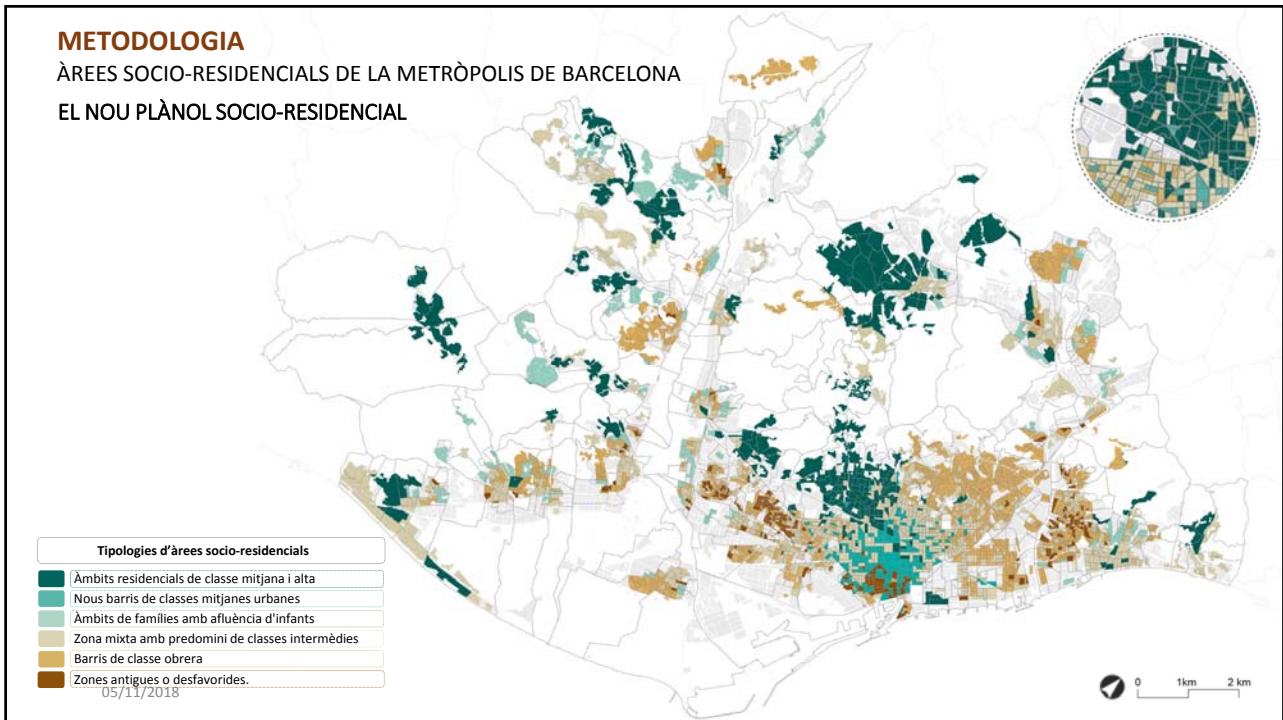 METODOLOGIA
ÀREES SOCIO-RESIDENCIALS DE LA METRÒPOLIS DE BARCELONA
EL NOU PLÀNOL SOCIO-RESIDENCIAL
Tipologies d'àrees socio-residencials
Àmbits residencials de classe mitjana i alta
Nous barris de classes mitjanes urbanes
Àmbits de famílies amb afluència d'infants
Zona mixta amb predomini de classes intermèdies
Barris de classe obrera
Zones antigues o desfavorides.
05/11/2018
0 1km 2 km